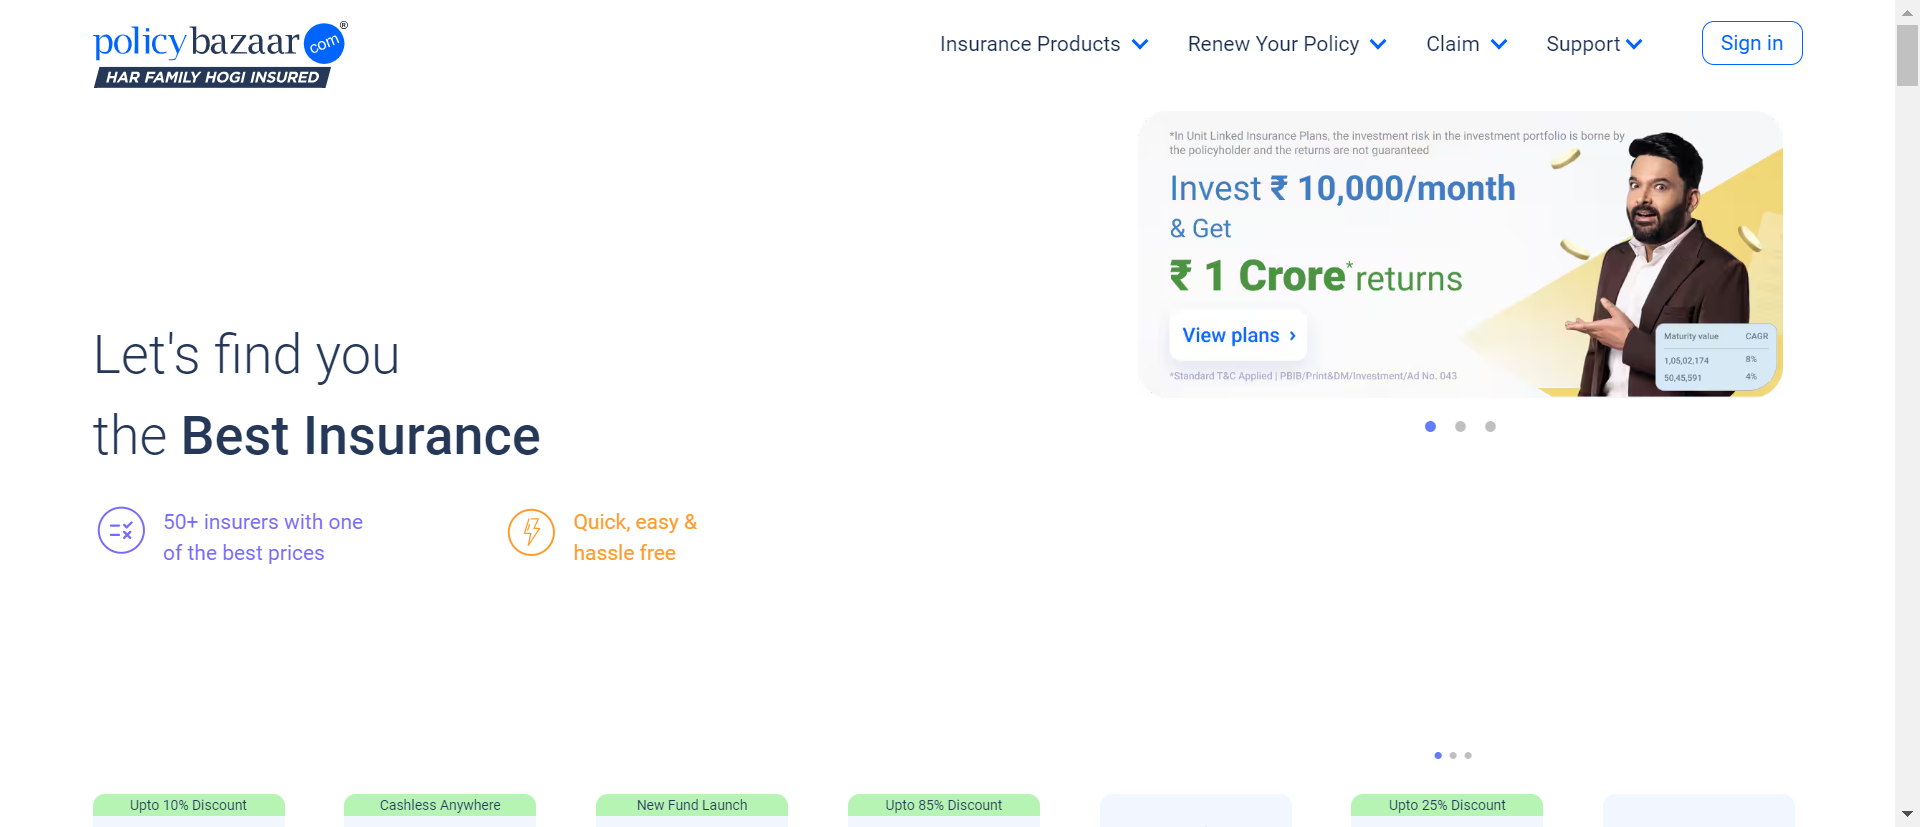 policybazaar.com®
HAR FAMILY HOGI INSURED
Insurance Products
Renew Your Policy
Claim
Support
Sign in
*In Unit Linked Insurance Plans, the investment risk in the investment portfolio is borne by
the policyholder and the returns are not guaranteed
Invest ₹ 10,000/month
& Get
₹ 1 Crore* returns
View plans ›
Maturity value CAGR
1,05,02,174 8%
50,45,591 4%
*Standard T&C Applied | PBIB/Print&DM/Investment/Ad No. 043
Let's find you
the Best Insurance
50+ insurers with one
of the best prices
Quick, easy &
hassle free
Upto 10% Discount
Cashless Anywhere
New Fund Launch
Upto 85% Discount
Upto 25% Discount